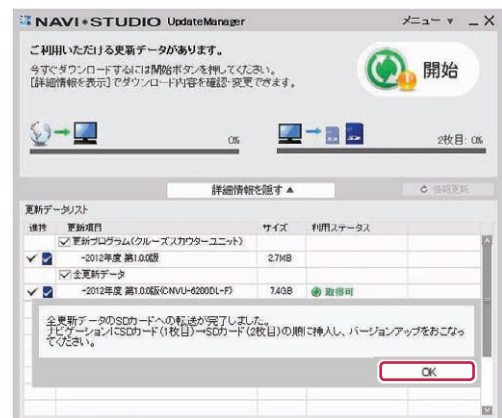 NAVI*STUDIO UpdateManager メニュー ▼ _ X
ご利用いただける更新データがあります。
今すぐダウンロードするには開始ボタンを押してください。
[詳細情報を表示]でダウンロード内容を確認・変更できます。
開始
0%
2枚目: 0%
詳細情報を隠す ▲
情報更新
更新データリスト
進捗 更新項目 サイズ 利用ステータス
更新プログラム(クルーズスカウターユニット)
-2012年度 第1.0.0版 2.7MB
全更新データ
-2012年度 第1.0.0版(CNVU-6200DL-F) 7.4GB 取得可
全更新データのSDカードへの転送が完了しました。
ナビゲーションにSDカード(1枚目)→SDカード(2枚目)の順に挿入し、バージョンアップをおこなっ
てください。
OK